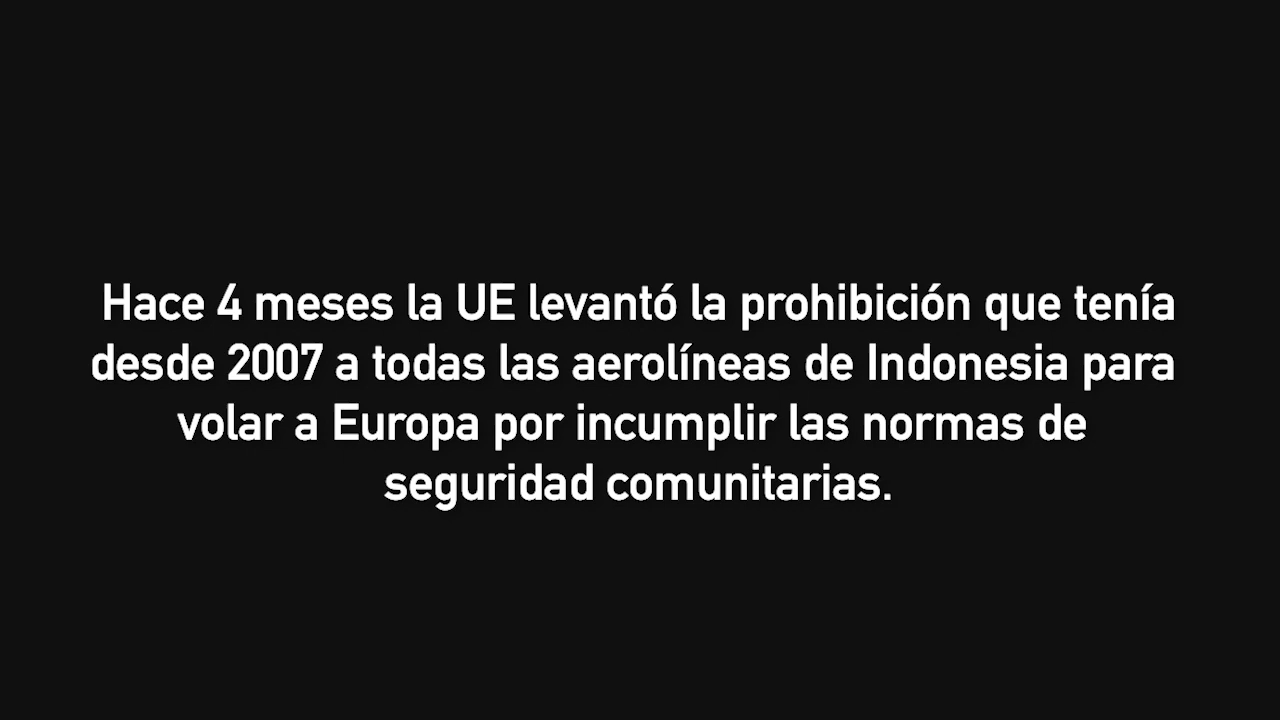 Hace 4 meses la UE levantó la prohibición que tenía
desde 2007 a todas las aerolíneas de Indonesia para
volar a Europa por incumplir las normas de
seguridad comunitarias.